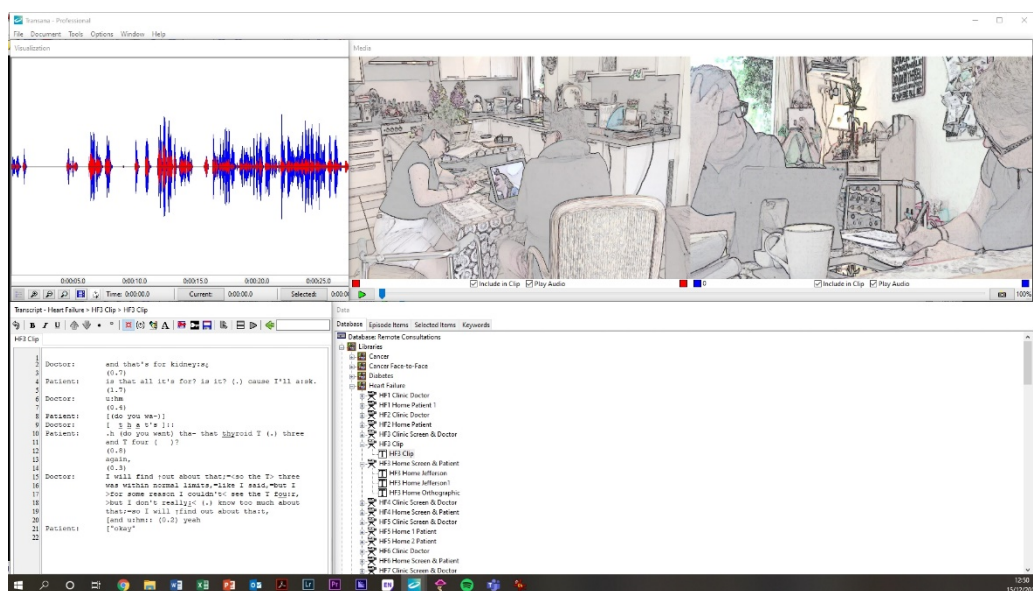 Transana - Professional
File Document Tools Options Window Help
Visualization
Media
0:00:05.0 0:00:10.0 0:00:15.0 0:00:20.0 0:00:25.0
Time: 0:00:00.0 Current: 0:00:00.0 Selected: 0:00:0
Include in Clip Play Audio
0 Include in Clip Play Audio
100%
Transcript - Heart Failure > HF3 Clip > HF3 Clip
B I U
HF3 Clip
1
2 Doctor: and that's for kidney:s;
3 (0.7)
4 Patient: is that all it's for? is it? (.) cause I'll a:sk.
5 (1.7)
6 Doctor: u:hm
7 (0.4)
8 Patient: [(do you wa-)]
9 Doctor: [ t h a t's ]::
10 Patient: .h (do you want) tha- that thyroid T (.) three
11 and T four ( )?
12 (0.8)
13 again,
14 (0.3)
15 Doctor: I will find ↑out about that;=<so the T> three
16 was within normal limits,=like I said,=but I
17 >for some reason I couldn't< see the T fou:r,
18 >but I don't really;< (.) know too much about
19 that;=so I will ↑find out about tha:t,
20 [and u:hm:: (0.2) yeah
21 Patient: [°okay°
22
Data
Database Episode Items Selected Items Keywords
Database: Remote Consultations
Libraries
Cancer
Cancer Face-to-Face
Diabetes
Heart Failure
HF1 Clinic Doctor
HF1 Home Patient 1
HF2 Clinic Doctor
HF2 Home Patient
HF3 Clinic Screen & Doctor
HF3 Clip
HF3 Clip
HF3 Home Screen & Patient
HF3 Home Jefferson
HF3 Home Jefferson1
HF3 Home Orthographic
HF4 Clinic Screen & Doctor
HF4 Home Screen & Patient
HF5 Clinic Screen & Doctor
HF5 Home 1 Patient
HF5 Home 2 Patient
HF6 Clinic Doctor
HF6 Home Screen & Patient
HF7 Clinic Screen & Doctor
12:50
15/12/20